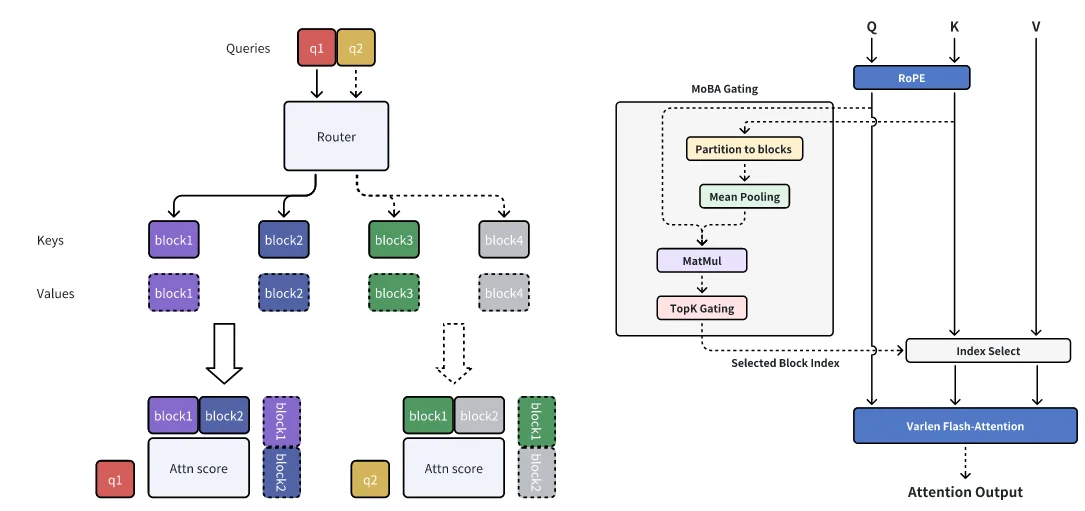 Queries
q1
q2
Router
Keys
block1
block2
block3
block4
Values
block1
block2
block3
block4
block1
block2
block1
block2
q1
Attn score
block1
block2
block1
block2
q2
Attn score
Q
K
V
RoPE
MoBA Gating
Partition to blocks
Mean Pooling
MatMul
TopK Gating
Selected Block Index
Index Select
Varlen Flash-Attention
Attention Output